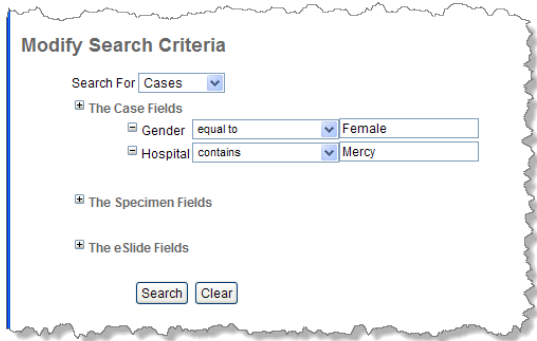 Modify Search Criteria
Search For Cases
The Case Fields
Gender equal to Female
Hospital contains Mercy
The Specimen Fields
The eSlide Fields
Search Clear